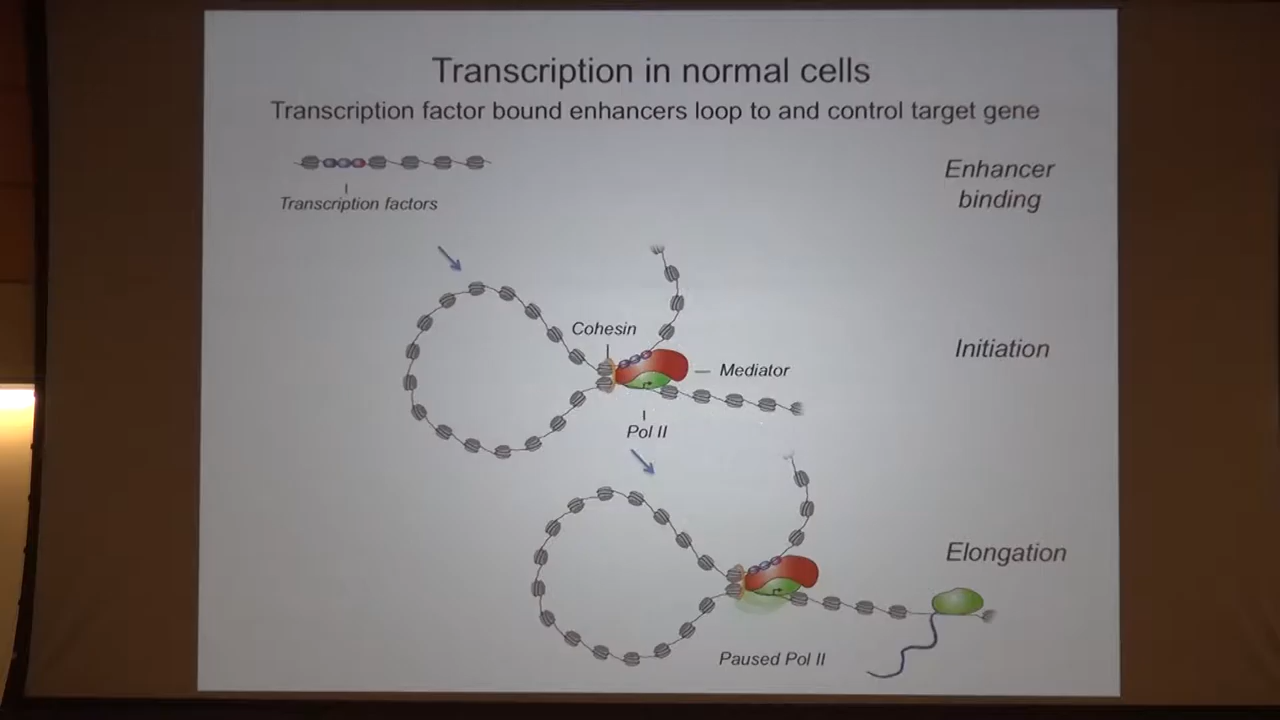 Transcription in normal cells
Transcription factor bound enhancers loop to and control target gene
Transcription factors
Enhancer
binding
Cohesin
Mediator
Pol II
Initiation
Elongation
Paused Pol II